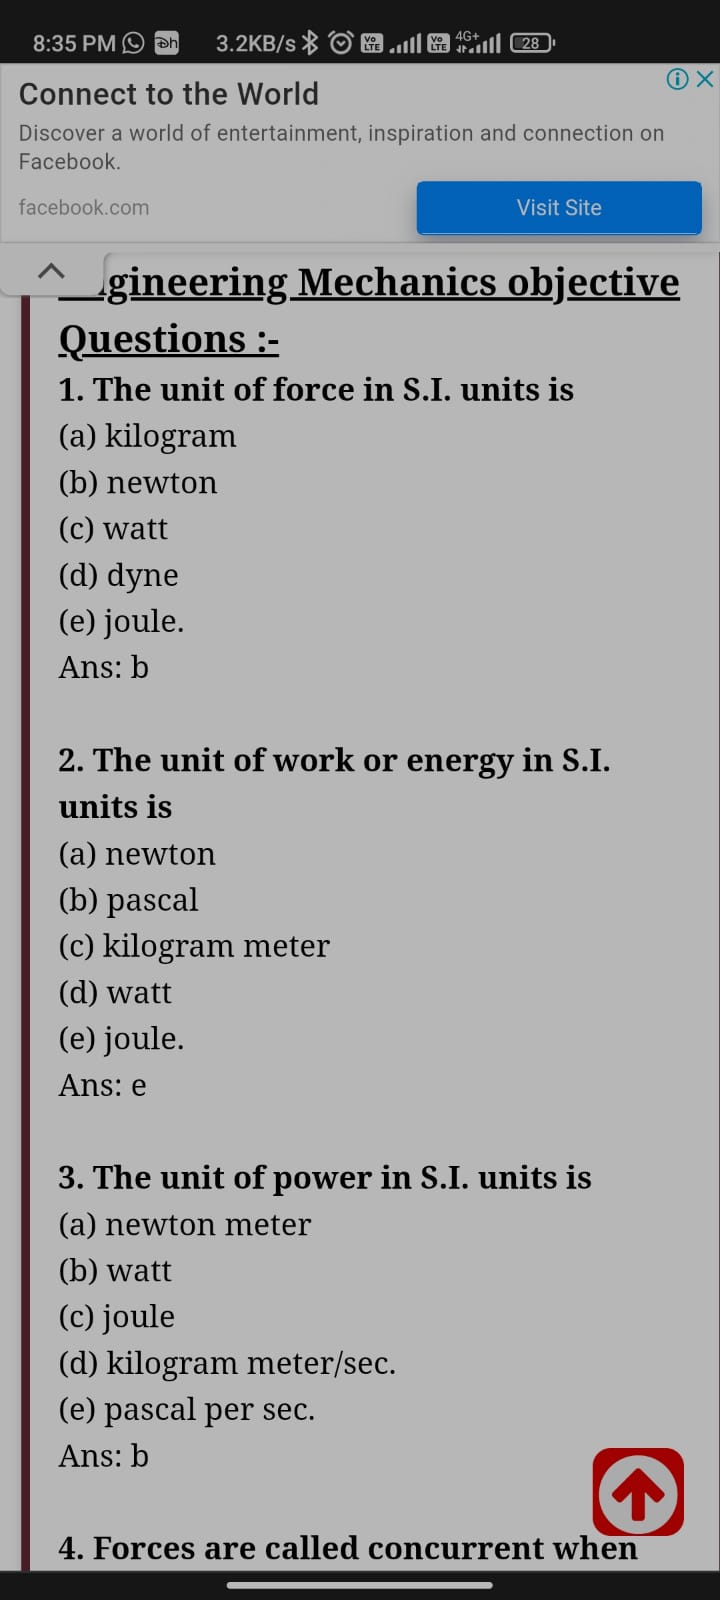 8:35 PM 3.2KB/s Vo LTE Vo LTE 4G+ 28
Connect to the World
Discover a world of entertainment, inspiration and connection on
Facebook.
facebook.com
Visit Site
gineering Mechanics objective
Questions :-
1. The unit of force in S.I. units is
(a) kilogram
(b) newton
(c) watt
(d) dyne
(e) joule.
Ans: b
2. The unit of work or energy in S.I.
units is
(a) newton
(b) pascal
(c) kilogram meter
(d) watt
(e) joule.
Ans: e
3. The unit of power in S.I. units is
(a) newton meter
(b) watt
(c) joule
(d) kilogram meter/sec.
(e) pascal per sec.
Ans: b
4. Forces are called concurrent when